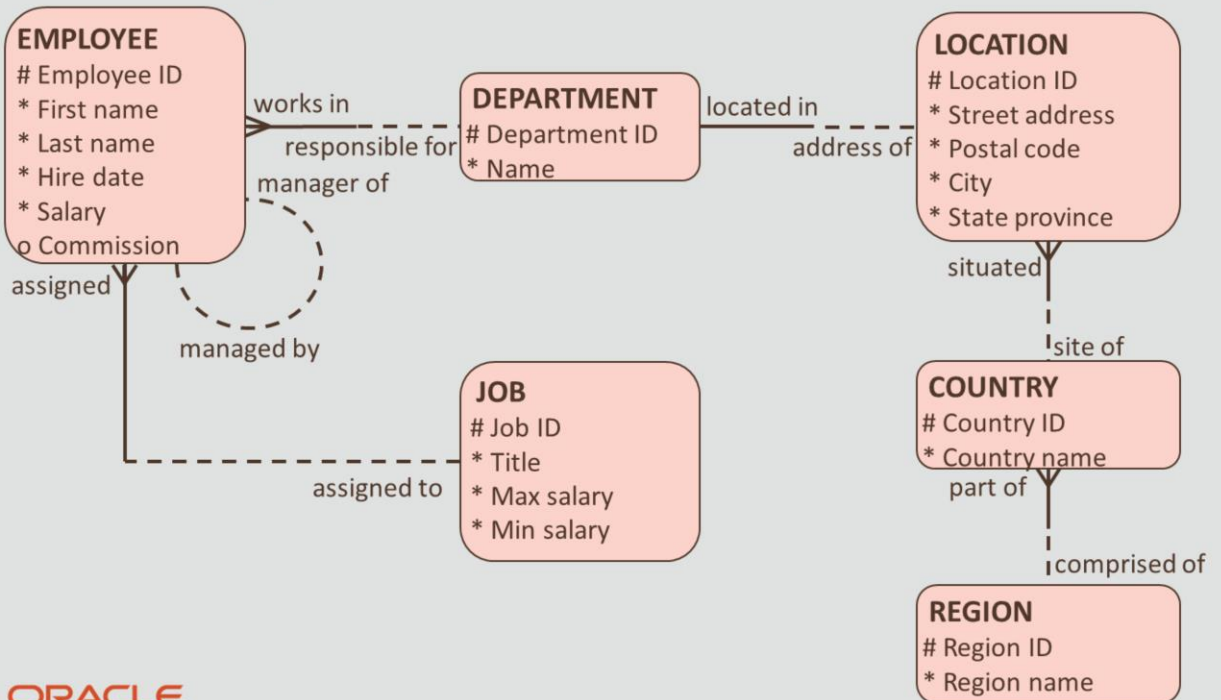 EMPLOYEE
# Employee ID
* First name
* Last name
* Hire date
* Salary
o Commission
works in
responsible for
manager of
managed by
assigned
assigned to
DEPARTMENT
# Department ID
* Name
located in
address of
LOCATION
# Location ID
* Street address
* Postal code
* City
* State province
situated
site of
JOB
# Job ID
* Title
* Max salary
* Min salary
COUNTRY
# Country ID
* Country name
part of
comprised of
REGION
# Region ID
* Region name
ORACLE